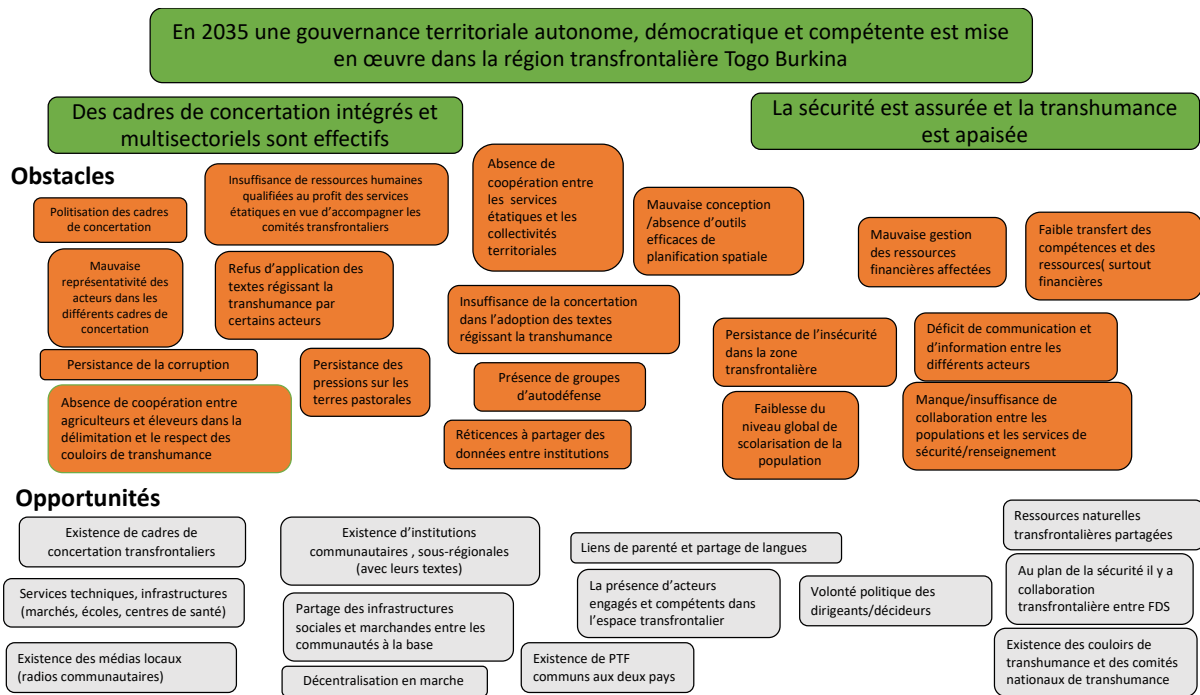 En 2035 une gouvernance territoriale autonome, démocratique et compétente est mise
en œuvre dans la région transfrontalière Togo Burkina
Des cadres de concertation intégrés et
multisectoriels sont effectifs
La sécurité est assurée et la transhumance
est apaisée
Obstacles
Politisation des cadres
de concertation
Insuffisance de ressources humaines
qualifiées au profit des services
étatiques en vue d'accompagner les
comités transfrontaliers
Absence de
coopération entre
les services
étatiques et les
collectivités
territoriales
Mauvaise conception
/absence d'outils
efficaces de
planification spatiale
Mauvaise gestion
des ressources
financières affectées
Faible transfert des
compétences et des
ressources( surtout
financières
Mauvaise
représentativité des
acteurs dans les
différents cadres de
concertation
Refus d'application des
textes régissant la
transhumance par
certains acteurs
Insuffisance de la concertation
dans l'adoption des textes
régissant la transhumance
Persistance de l'insécurité
dans la zone
transfrontalière
Déficit de communication et
d'information entre les
différents acteurs
Persistance de la corruption
Persistance des
pressions sur les
terres pastorales
Présence de groupes
d'autodéfense
Absence de coopération entre
agriculteurs et éleveurs dans la
délimitation et le respect des
couloirs de transhumance
Réticences à partager des
données entre institutions
Faiblesse du
niveau global de
scolarisation de la
population
Manque/insuffisance de
collaboration entre les
populations et les services de
sécurité/renseignement
Opportunités
Existence de cadres de
concertation transfrontaliers
Existence d'institutions
communautaires , sous-régionales
(avec leurs textes)
Liens de parenté et partage de langues
Ressources naturelles
transfrontalières partagées
Services techniques, infrastructures
(marchés, écoles, centres de santé)
Partage des infrastructures
sociales et marchandes entre les
communautés à la base
La présence d'acteurs
engagés et compétents dans
l'espace transfrontalier
Volonté politique des
dirigeants/décideurs
Au plan de la sécurité il y a
collaboration
transfrontalière entre FDS
Existence des médias locaux
(radios communautaires)
Décentralisation en marche
Existence de PTF
communs aux deux pays
Existence des couloirs de
transhumance et des comités
nationaux de transhumance